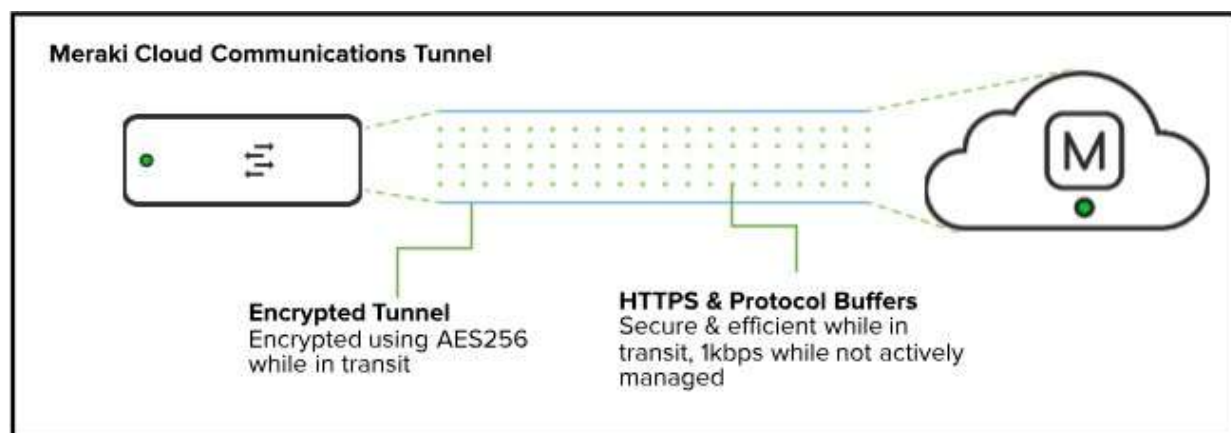 Meraki Cloud Communications Tunnel
M
Encrypted Tunnel
Encrypted using AES256
while in transit
HTTPS & Protocol Buffers
Secure & efficient while in
transit, 1kbps while not actively
managed